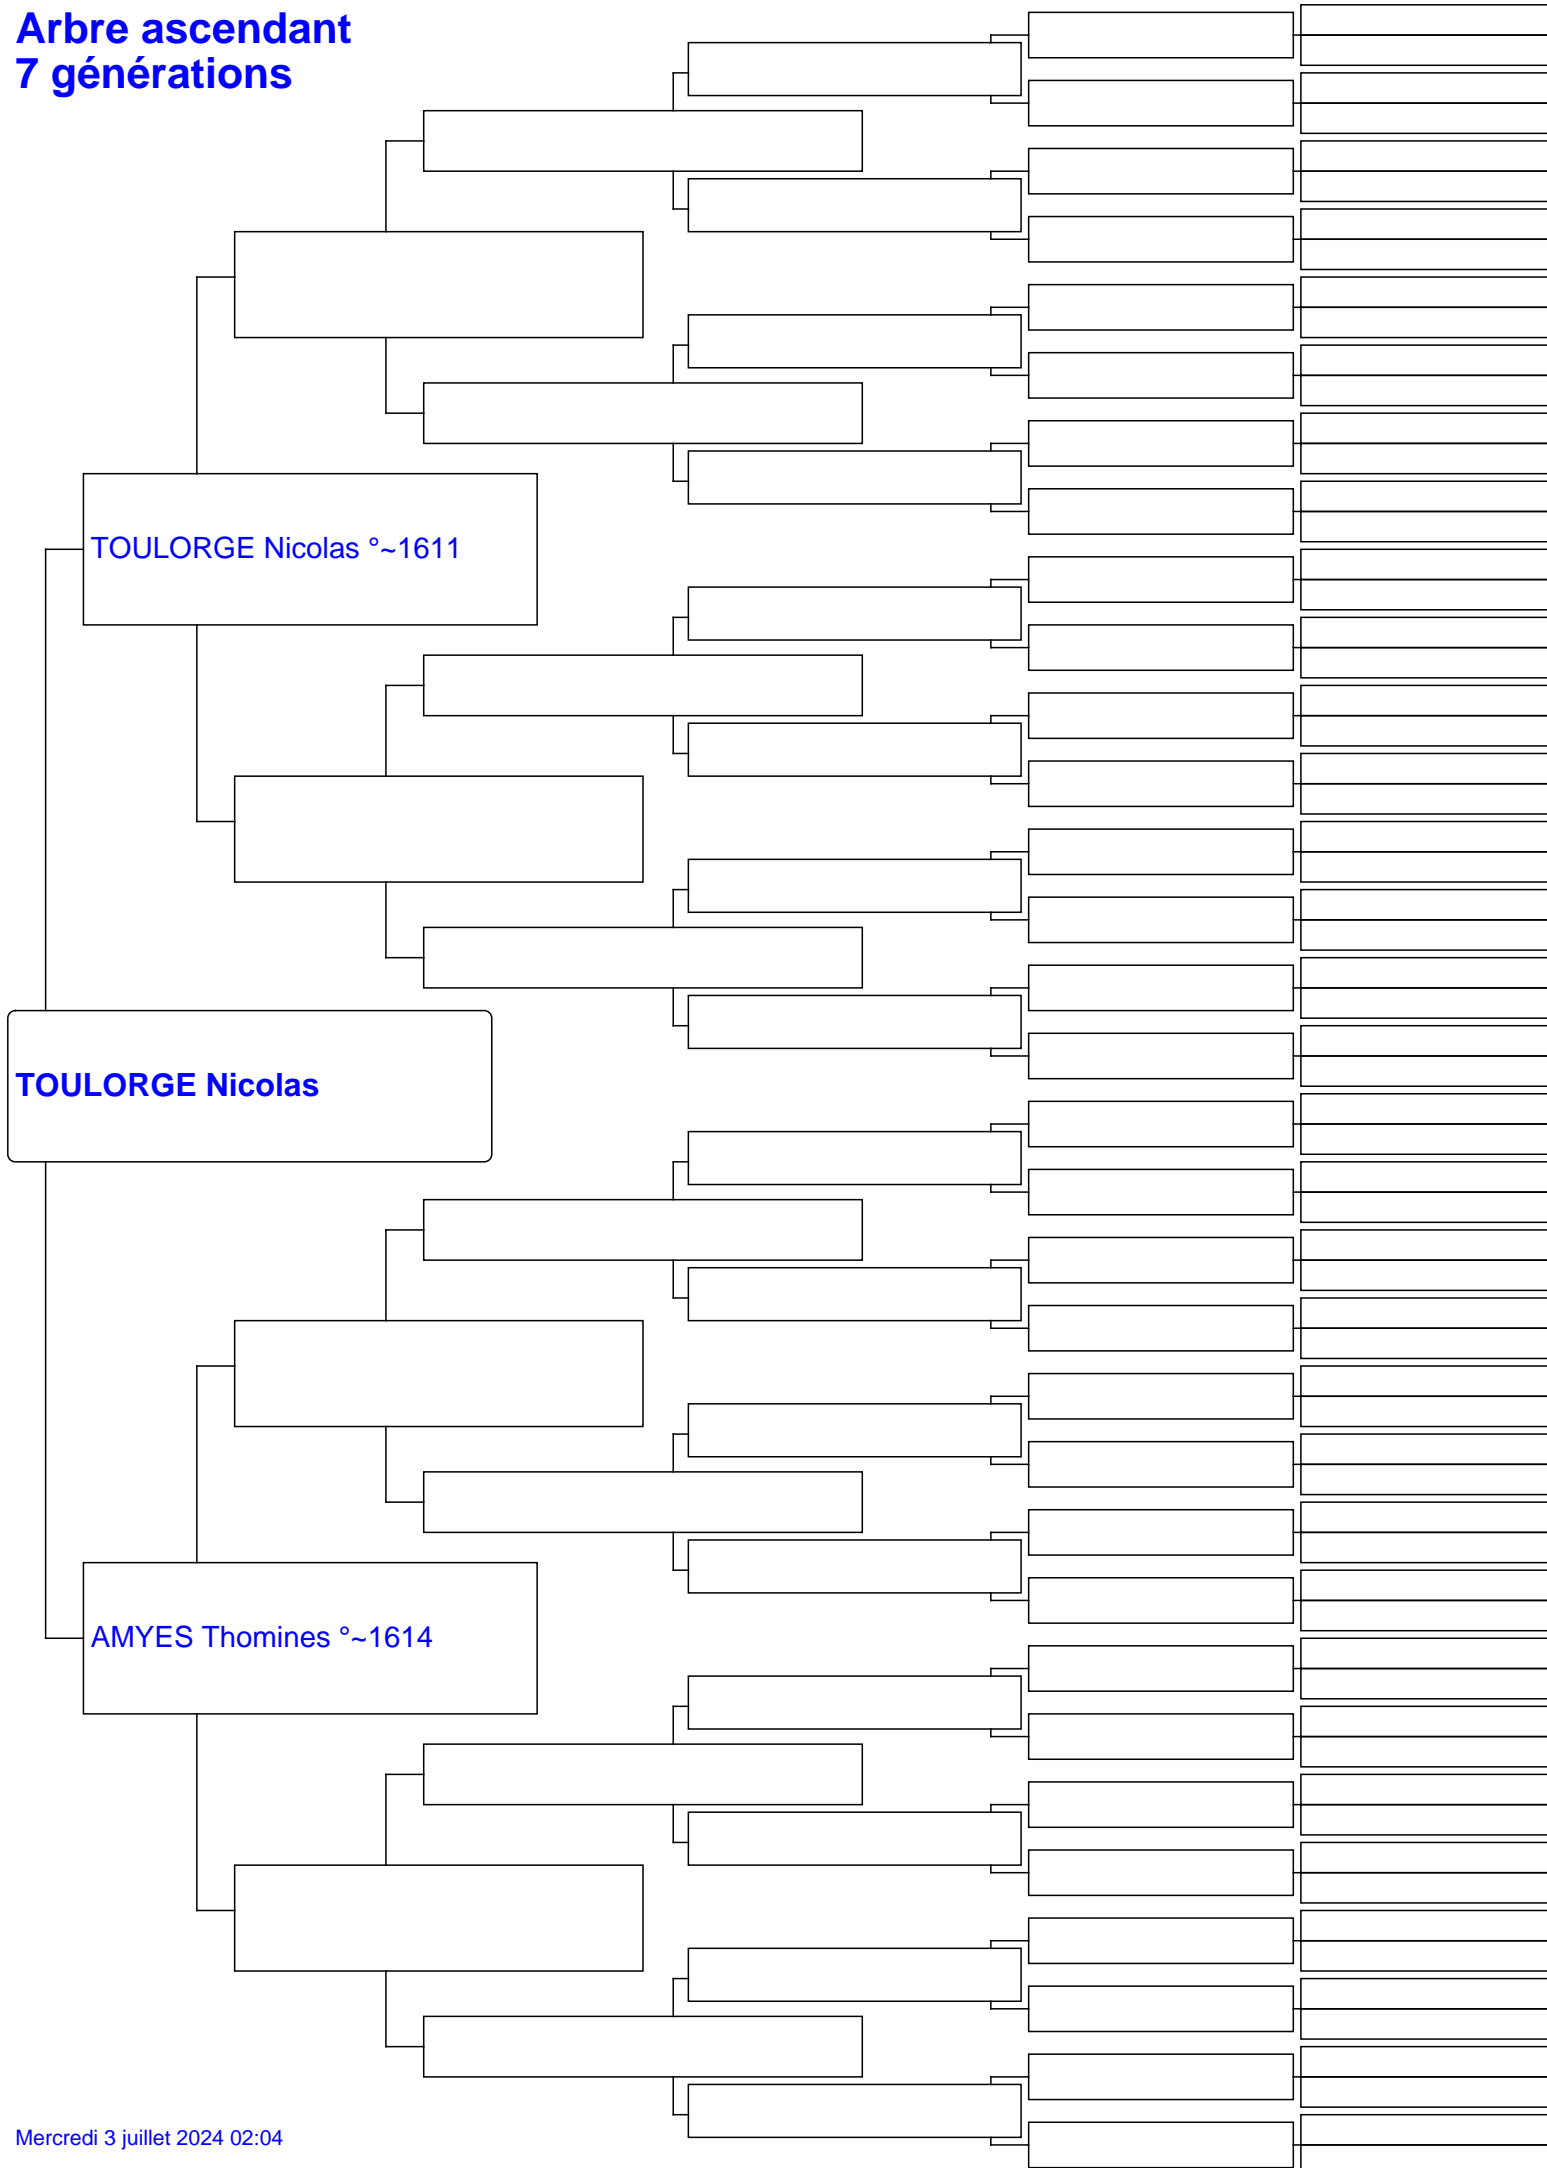 Arbre ascendant
7 générations
TOULORGE Nicolas °~1611
TOULORGE Nicolas
AMYES Thomines °~1614
Mercredi 3 juillet 2024 02:04